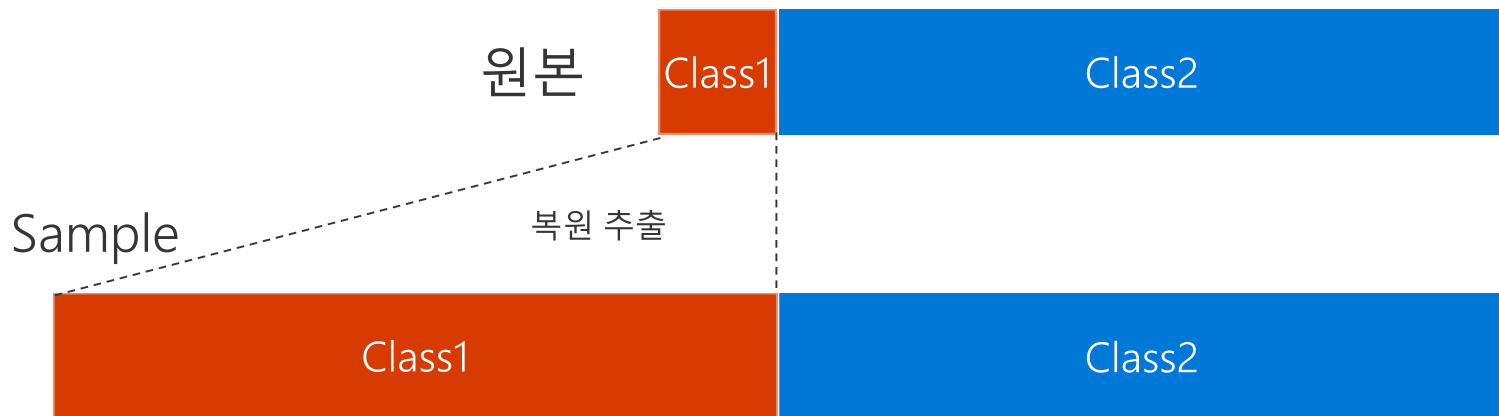 원본
Class1
Class2
Sample
복원 추출
Class1
Class2